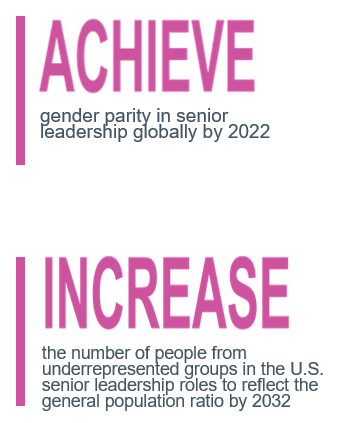 ACHIEVE
gender parity in senior
leadership globally by 2022
INCREASE
the number of people from
underrepresented groups in the U.S.
senior leadership roles to reflect the
general population ratio by 2032